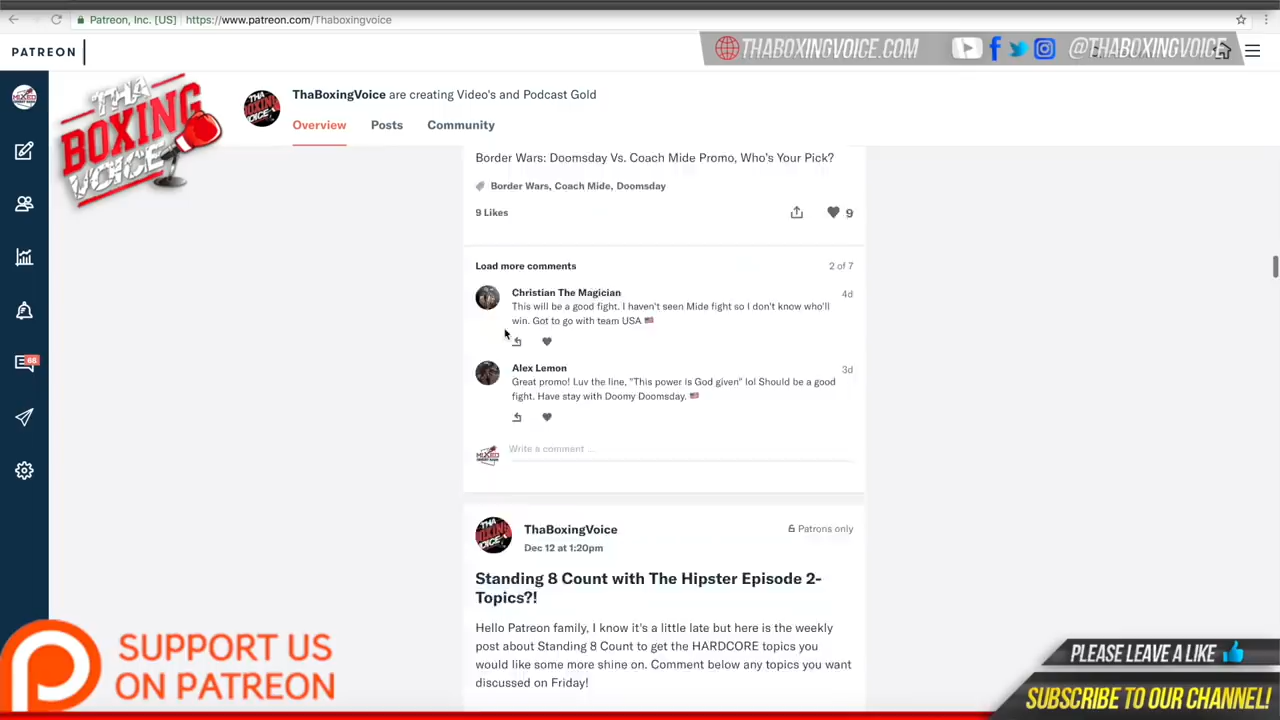 Patreon, Inc. [US]
https://www.patreon.com/Thaboxingvoice
PATREON
THABOXINGVOICE.COM
@THABOXINGVOICE
THA
BOXING
VOICE
ThaBoxingVoice are creating Video's and Podcast Gold
Overview
Posts
Community
Border Wars: Doomsday Vs. Coach Mide Promo, Who's Your Pick?
Border Wars, Coach Mide, Doomsday
9 Likes
9
Load more comments
2 of 7
Christian The Magician
4d
This will be a good fight. I haven't seen Mide fight so I don't know who'll
win. Got to go with team USA 🇺🇸
Alex Lemon
3d
Great promo! Luv the line, "This power is God given" lol Should be a good
fight. Have stay with Doomy Doomsday. 🇺🇸
Write a comment ...
ThaBoxingVoice
Patrons only
Dec 12 at 1:20pm
Standing 8 Count with The Hipster Episode 2-
Topics?!
Hello Patreon family, I know it's a little late but here is the weekly
post about Standing 8 Count to get the HARDCORE topics you
would like some more shine on. Comment below any topics you want
discussed on Friday!
SUPPORT US
ON PATREON
PLEASE LEAVE A LIKE
SUBSCRIBE TO OUR CHANNEL!